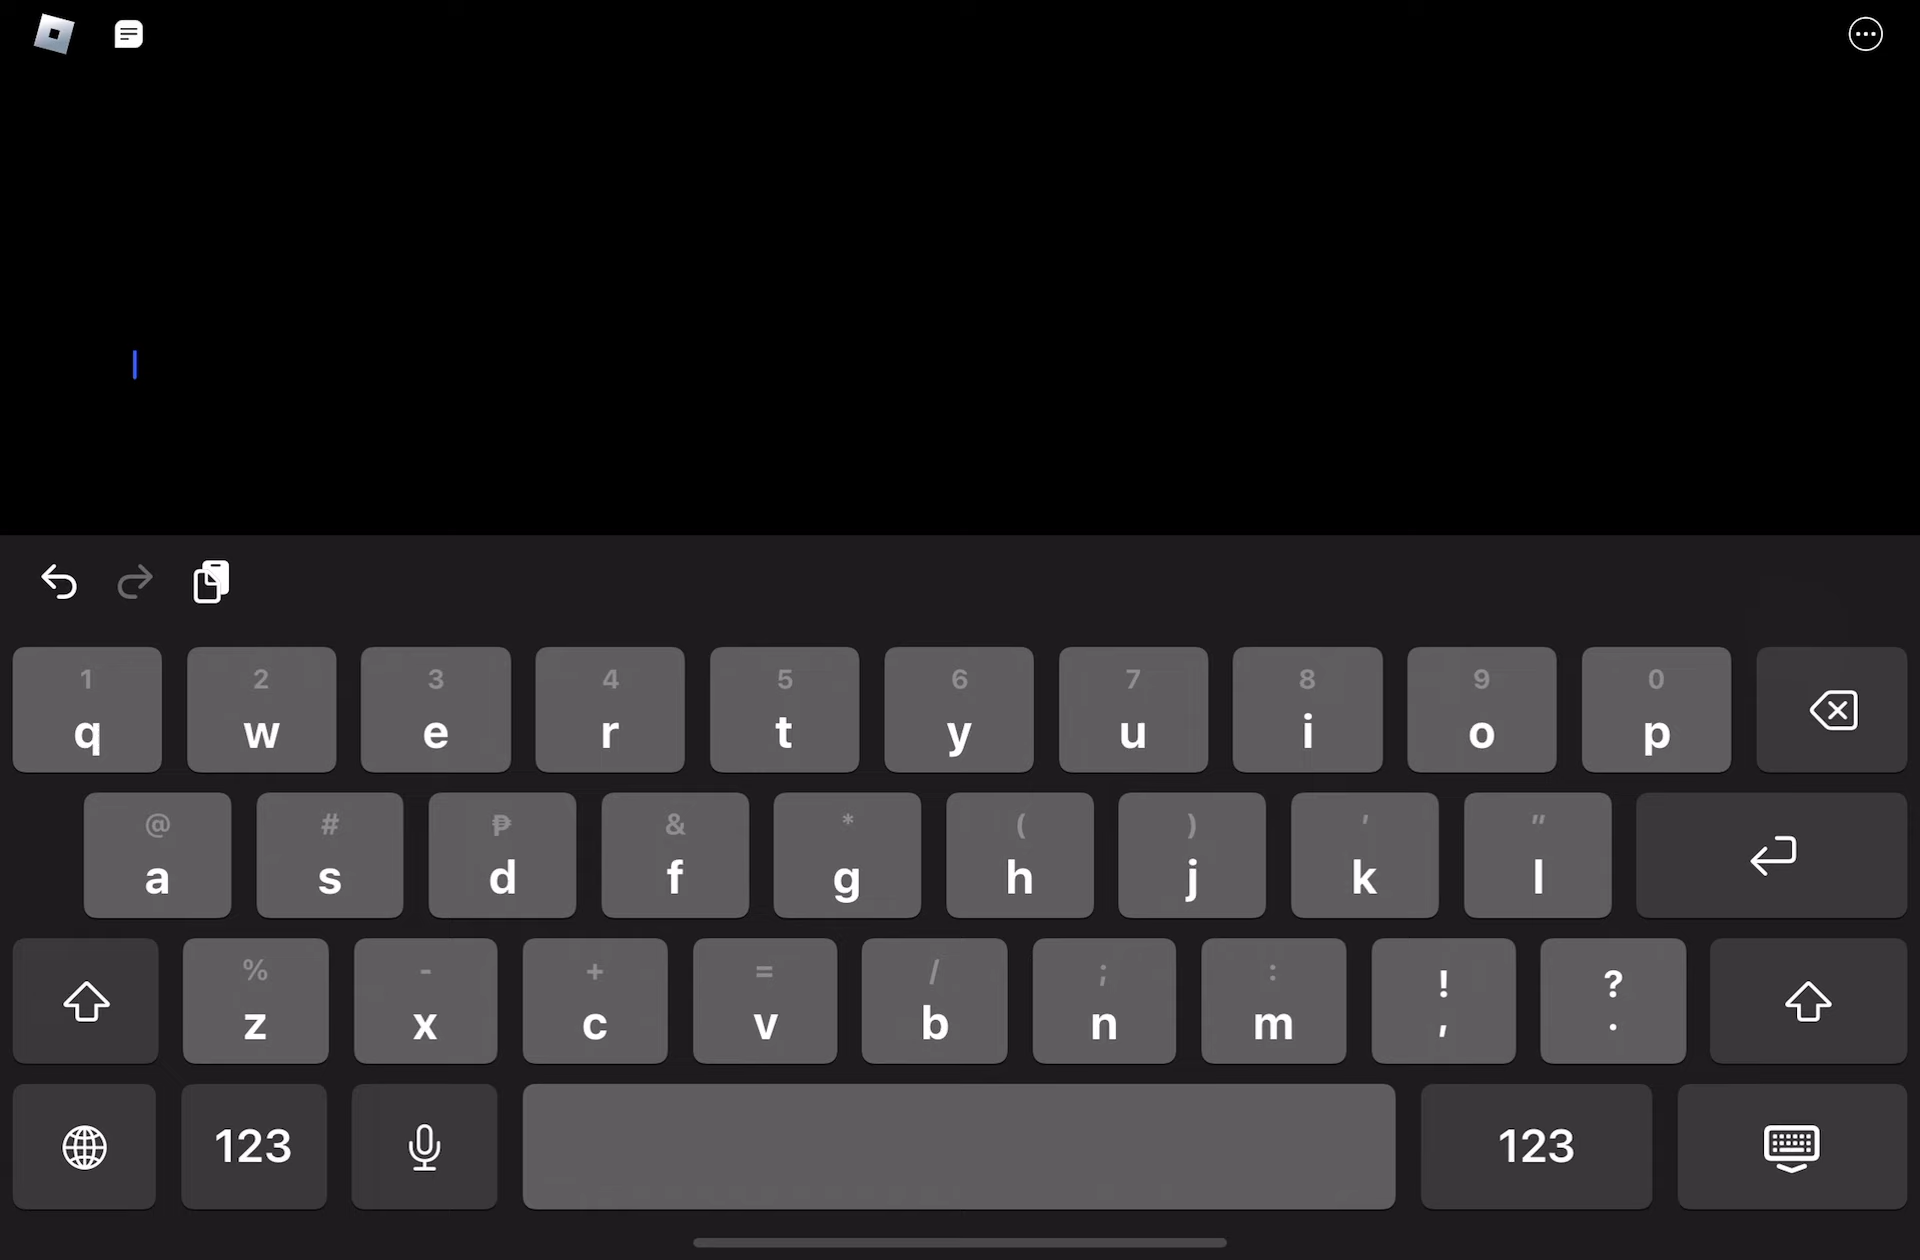 1 2 3 4 5 6 7 8 9 0
q w e r t y u i o p
@ # ₱ & * ( ) ' "
a s d f g h j k l
% - + = / ; : ! ?
z x c v b n m , .
123 123